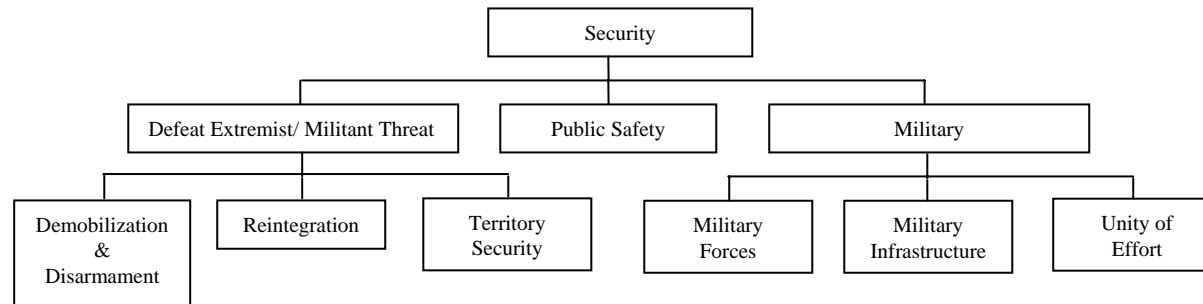 Security
Defeat Extremist/ Militant Threat
Public Safety
Military
Demobilization
&
Disarmament
Reintegration
Territory
Security
Military
Forces
Military
Infrastructure
Unity of
Effort